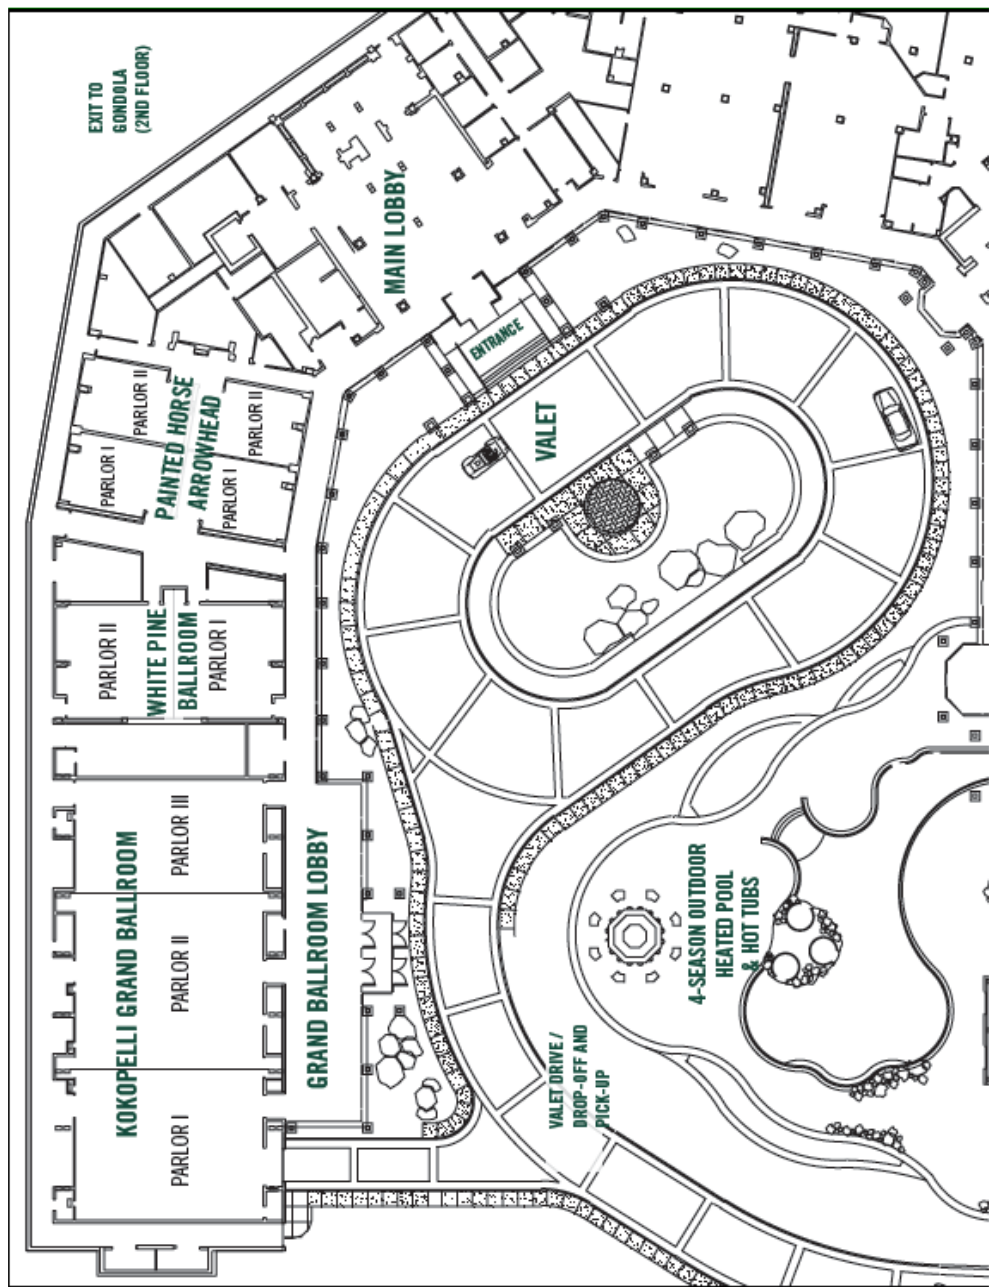 EXIT TO
GONDOLA
(2ND FLOOR)
MAIN LOBBY
ENTRANCE
VALET
PARLOR II
PARLOR I
PAINTED HORSE
ARROWHEAD
PARLOR II
PARLOR I
PARLOR II
WHITE PINE
BALLROOM
PARLOR I
KOKOPELLI GRAND BALLROOM
PARLOR III
PARLOR II
PARLOR I
GRAND BALLROOM LOBBY
4-SEASON OUTDOOR
HEATED POOL
& HOT TUBS
VALET DRIVE /
DROP-OFF AND
PICK-UP